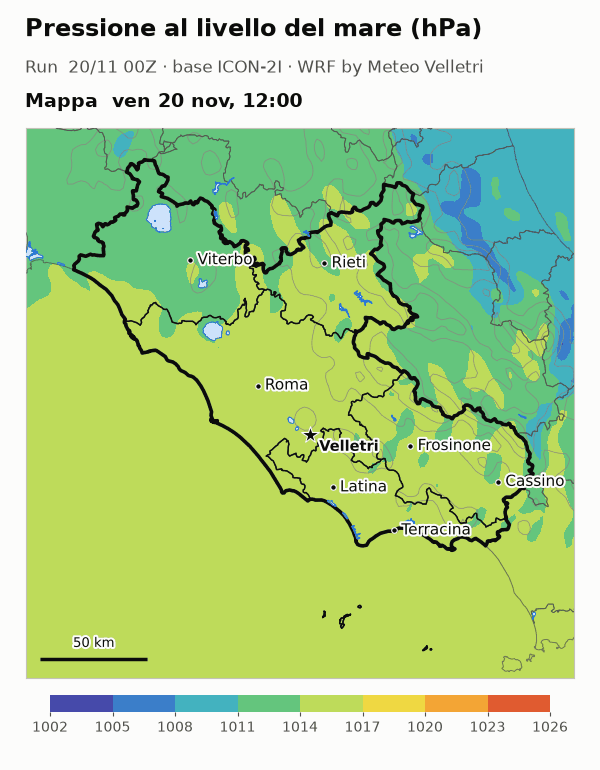 Pressione al livello del mare (hPa)
Run  20/11 00Z · base ICON-2I · WRF by Meteo Velletri
Mappa  ven 20 nov, 12:00
Viterbo
Rieti
Roma
Velletri
Frosinone
Cassino
Latina
Terracina
50 km
1002 1005 1008 1011 1014 1017 1020 1023 1026